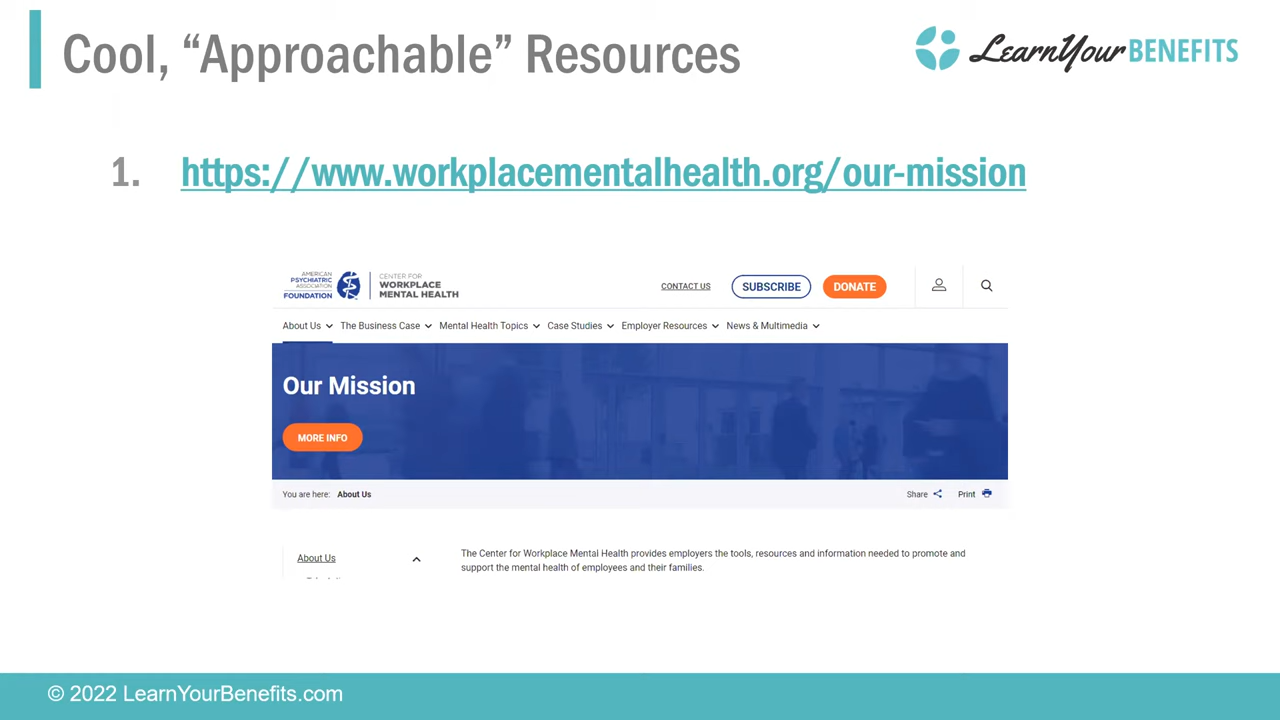 Cool, “Approachable” Resources
LearnYour BENEFITS
1. https://www.workplacementalhealth.org/our-mission
AMERICAN
PSYCHIATRIC
ASSOCIATION
FOUNDATION
CENTER FOR
WORKPLACE
MENTAL HEALTH
CONTACT US
SUBSCRIBE
DONATE
About Us The Business Case Mental Health Topics Case Studies Employer Resources News & Multimedia
Our Mission
MORE INFO
You are here: About Us
Share Print
About Us
The Center for Workplace Mental Health provides employers the tools, resources and information needed to promote and
support the mental health of employees and their families.
© 2022 LearnYourBenefits.com